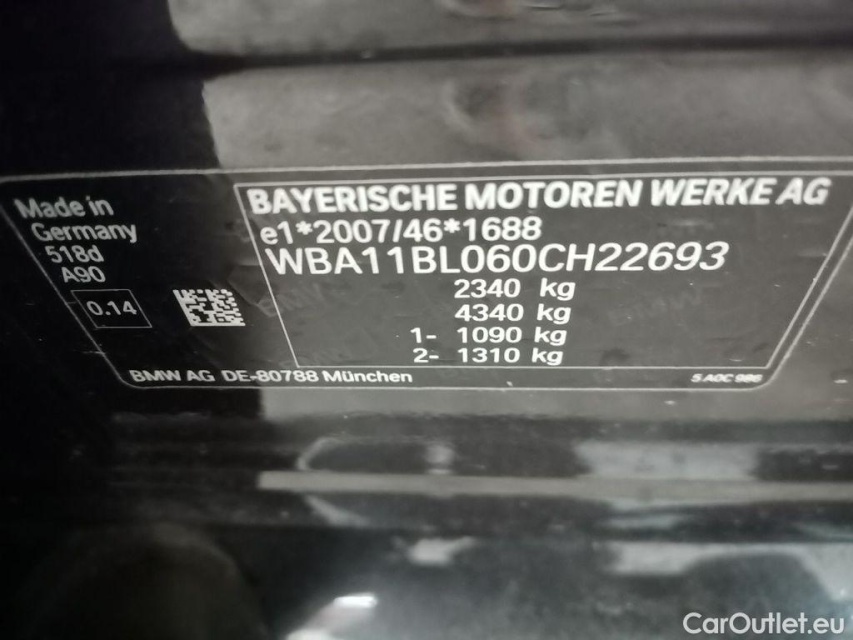 Made in
Germany
518d
A90
0.14
BAYERISCHE MOTOREN WERKE AG
e1*2007/46*1688
WBA11BL060CH22693
2340 kg
4340 kg
1- 1090 kg
2- 1310 kg
BMW AG DE-80788 München
5 A0C 9B6
CarOutlet.eu